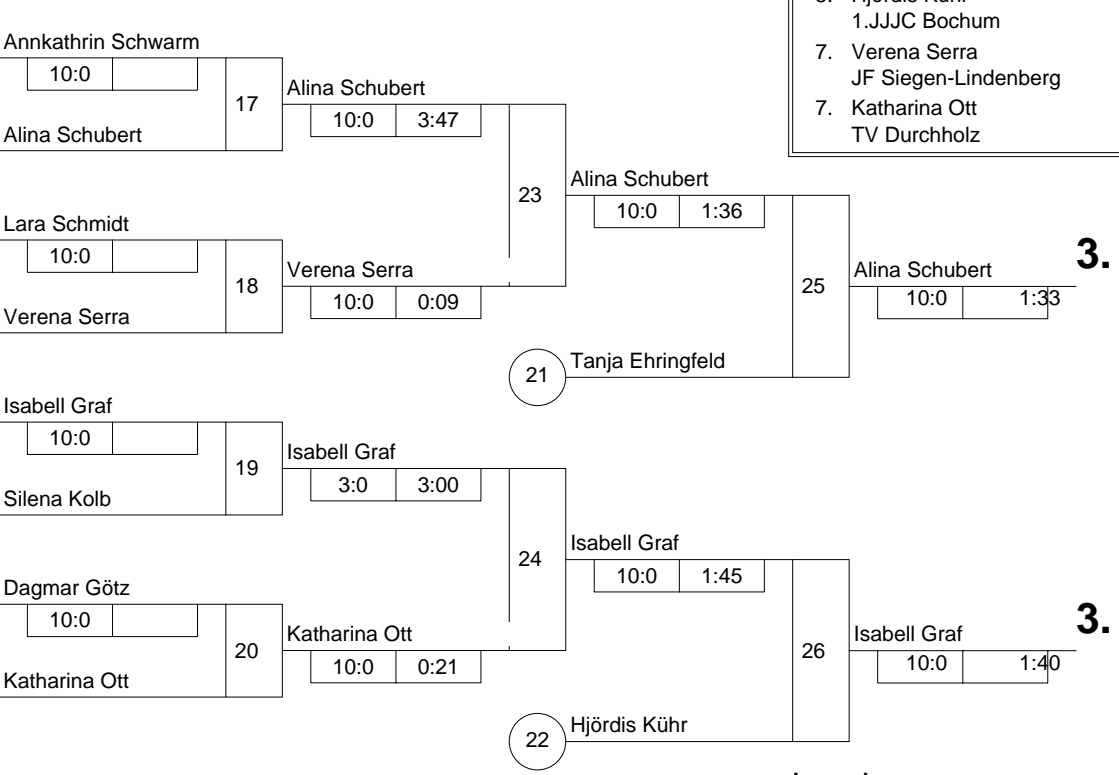 1.JJJC Bochum
7. Verena Serra
JF Siegen-Lindenberg
7. Katharina Ott
TV Durchholz
Annkathrin Schwarm
10:0
17
Alina Schubert
Alina Schubert
10:0 3:47
23
Alina Schubert
10:0 1:36
Lara Schmidt
10:0
18
Verena Serra
Verena Serra
10:0 0:09
25
Alina Schubert
3.
10:0 1:33
21
Tanja Ehringfeld
Isabell Graf
10:0
19
Silena Kolb
Isabell Graf
3:0 3:00
24
Isabell Graf
10:0 1:45
Dagmar Götz
10:0
20
Katharina Ott
Katharina Ott
10:0 0:21
26
Isabell Graf
3.
10:0 1:40
22
Hjördis Kühr